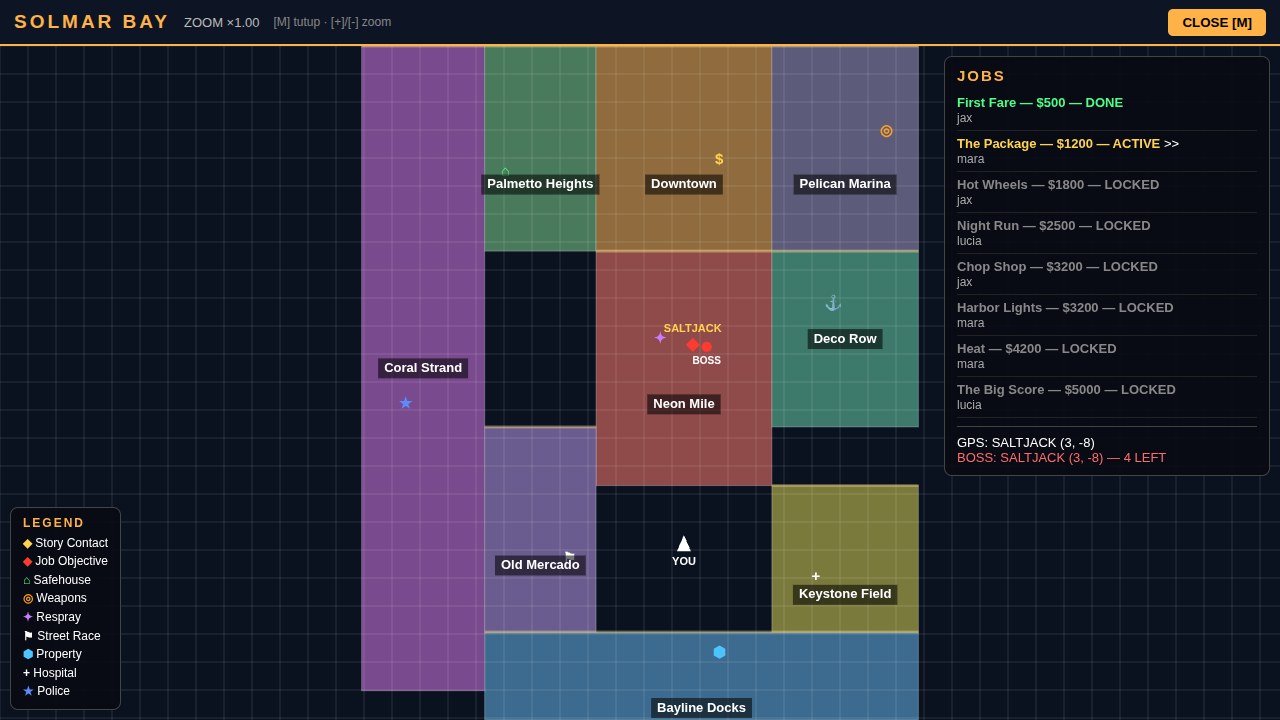 SOLMAR BAY
ZOOM ×1.00
[M] tutup · [+]/[-] zoom
CLOSE [M]
Palmetto Heights
Downtown
$
Pelican Marina
Coral Strand
SALTJACK
BOSS
Neon Mile
Deco Row
Old Mercado
YOU
Keystone Field
Bayline Docks
JOBS
First Fare — $500 — DONE
jax
The Package — $1200 — ACTIVE >>
mara
Hot Wheels — $1800 — LOCKED
jax
Night Run — $2500 — LOCKED
lucia
Chop Shop — $3200 — LOCKED
jax
Harbor Lights — $3200 — LOCKED
mara
Heat — $4200 — LOCKED
mara
The Big Score — $5000 — LOCKED
lucia
GPS: SALTJACK (3, -8)
BOSS: SALTJACK (3, -8) — 4 LEFT
LEGEND
◆ Story Contact
◆ Job Objective
⌂ Safehouse
◎ Weapons
✦ Respray
⚑ Street Race
⬢ Property
+ Hospital
★ Police